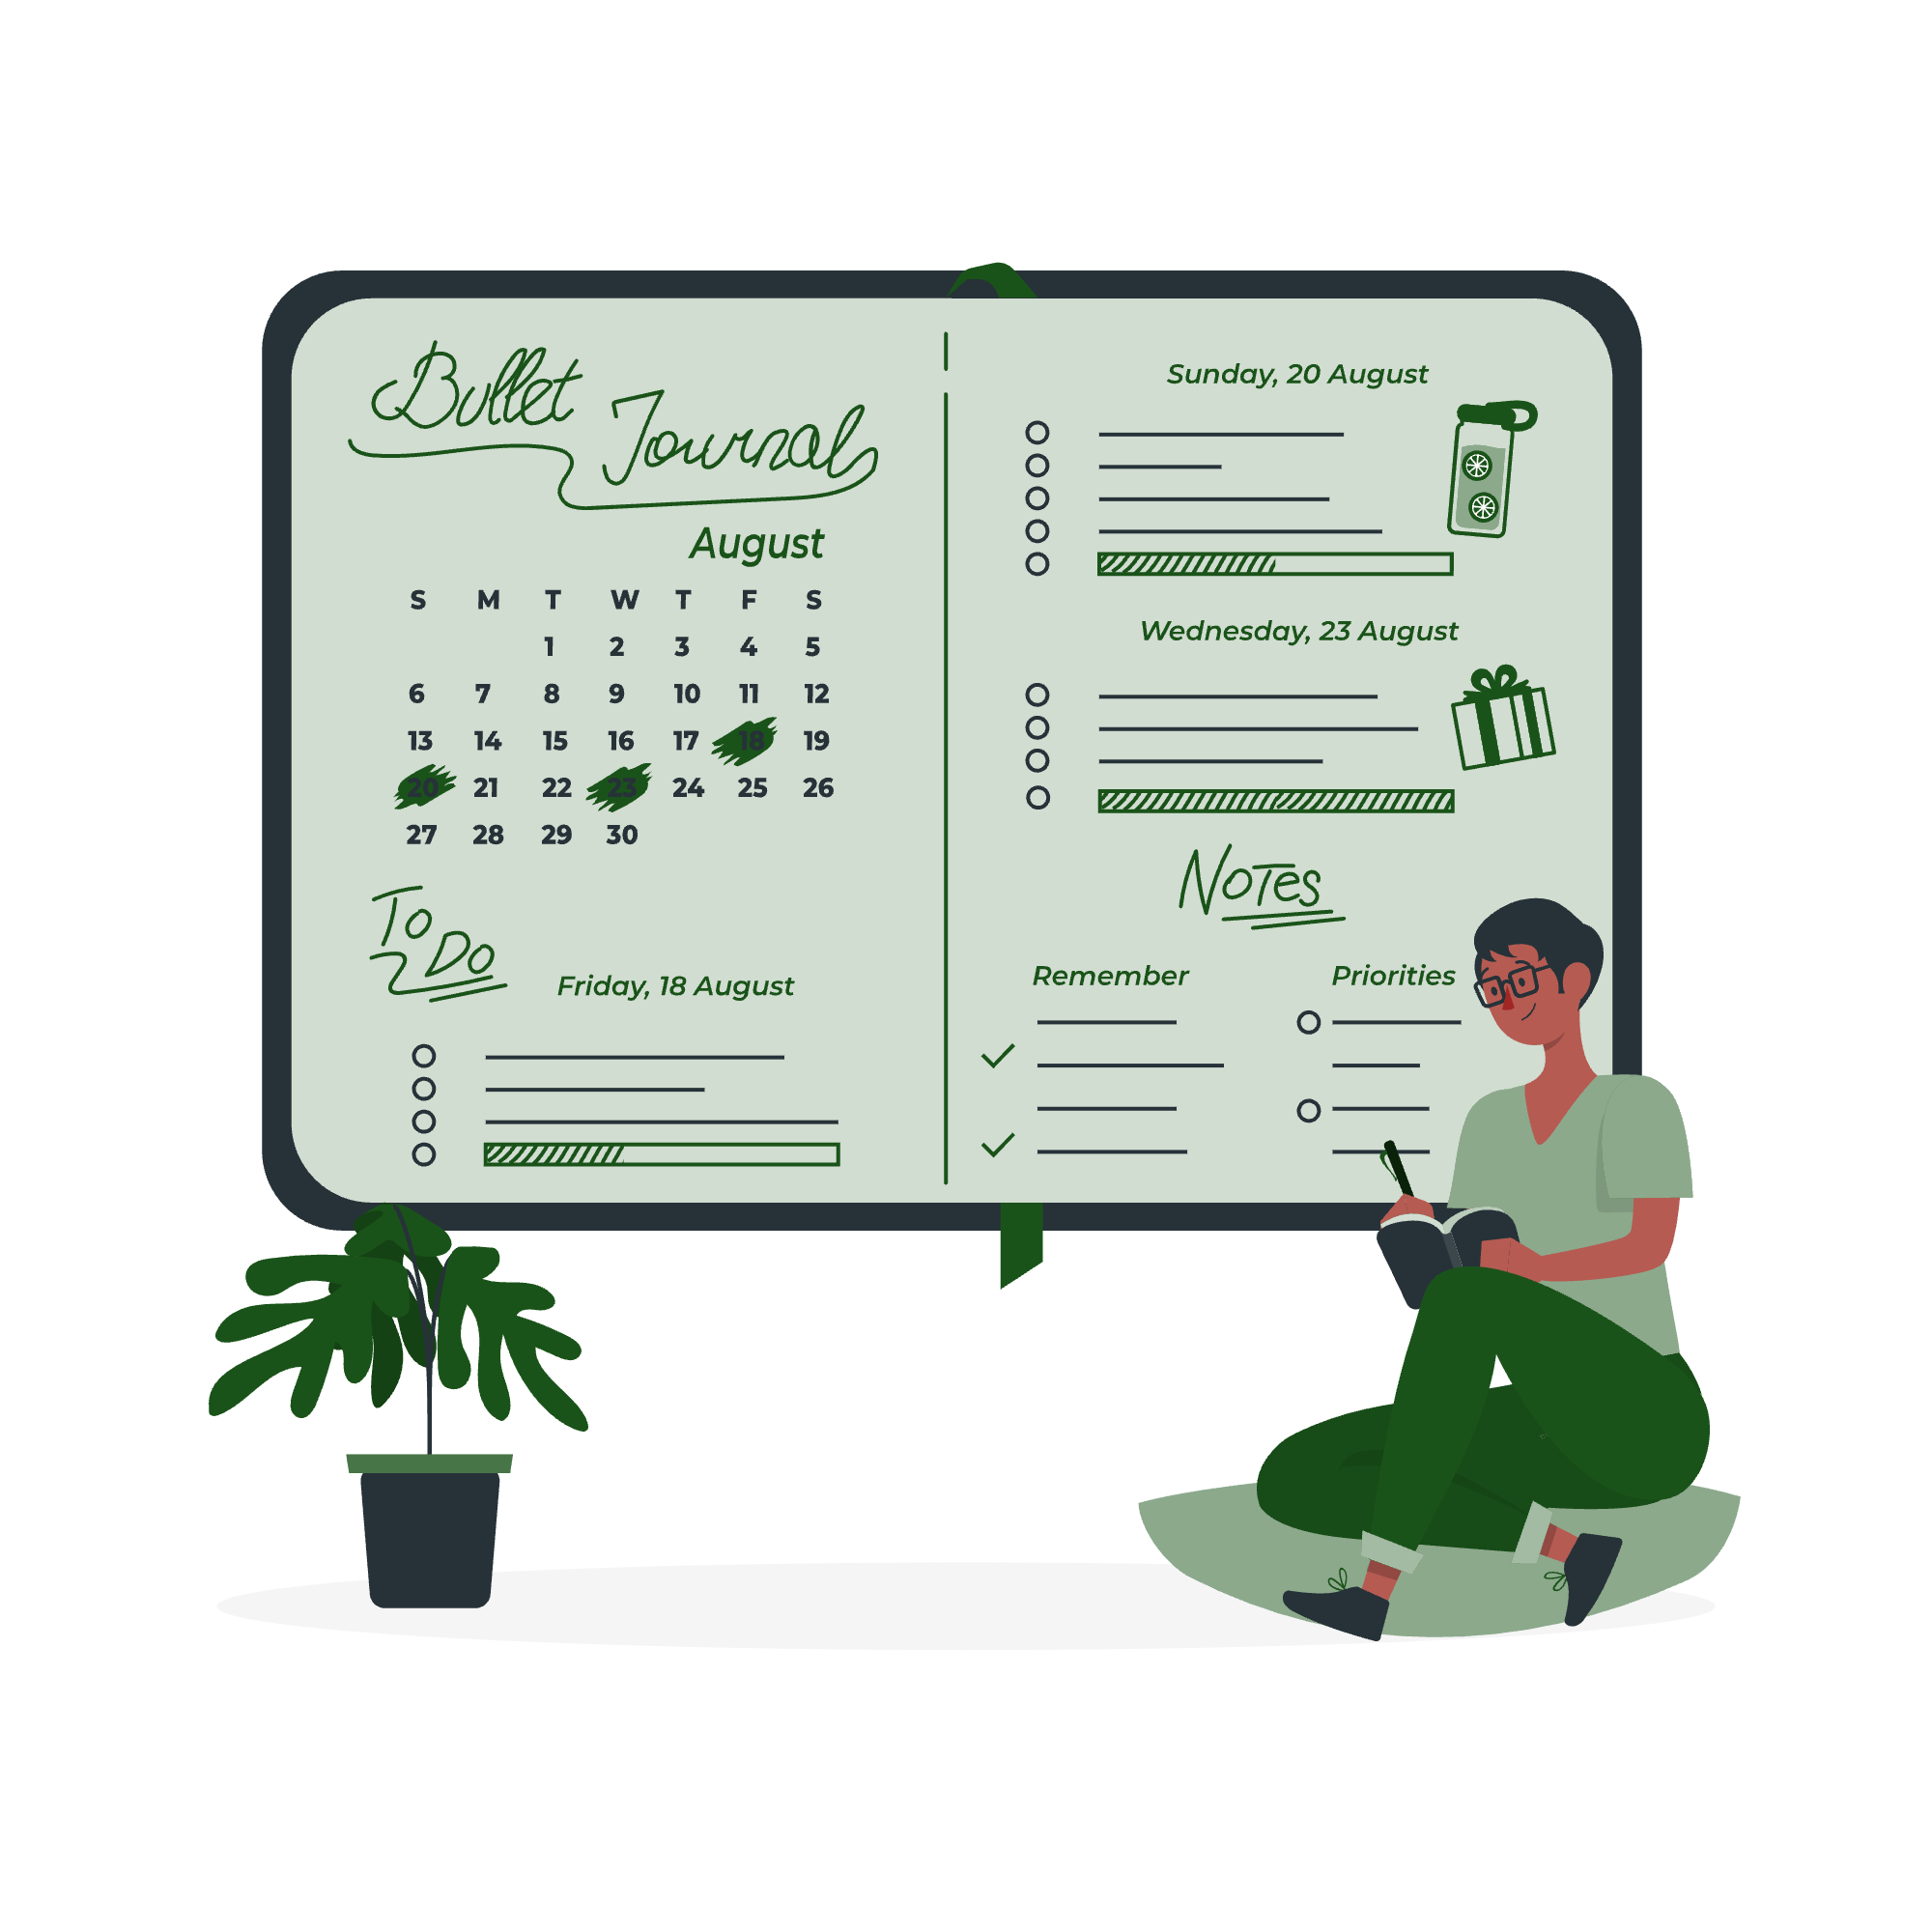 Bullet
Journal
August
S M T W T F S
1 2 3 4 5
6 7 8 9 10 11 12
13 14 15 16 17 18 19
20 21 22 23 24 25 26
27 28 29 30
To
Do
Friday, 18 August
Sunday, 20 August
Wednesday, 23 August
Notes
Remember
Priorities